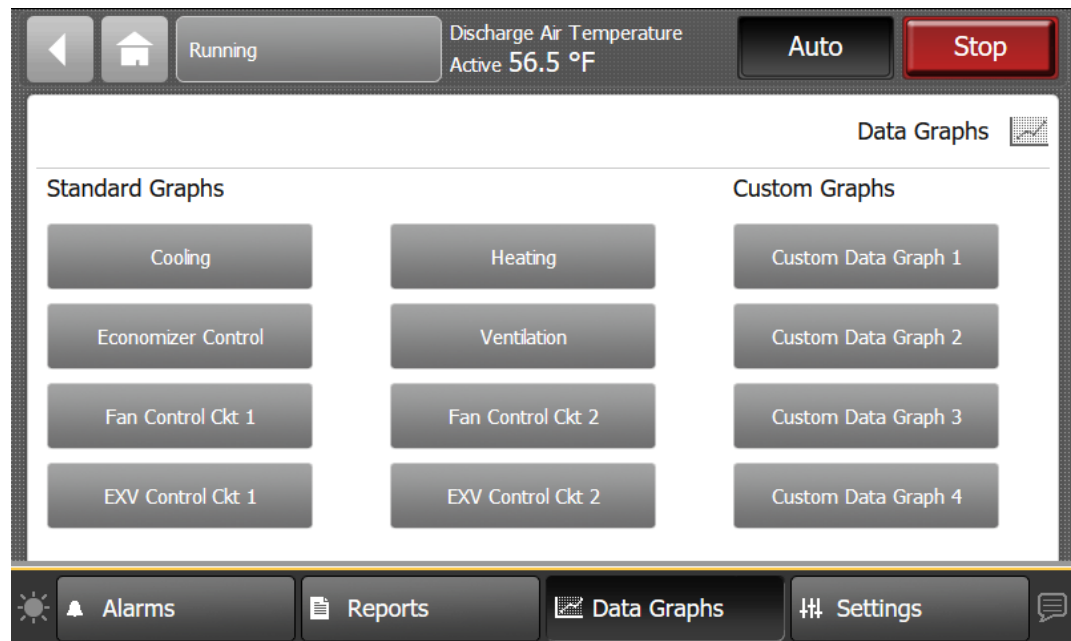 Running
Discharge Air Temperature
Active 56.5 °F
Auto
Stop
Data Graphs
Standard Graphs
Custom Graphs
Cooling
Heating
Custom Data Graph 1
Economizer Control
Ventilation
Custom Data Graph 2
Fan Control Ckt 1
Fan Control Ckt 2
Custom Data Graph 3
EXV Control Ckt 1
EXV Control Ckt 2
Custom Data Graph 4
Alarms
Reports
Data Graphs
Settings